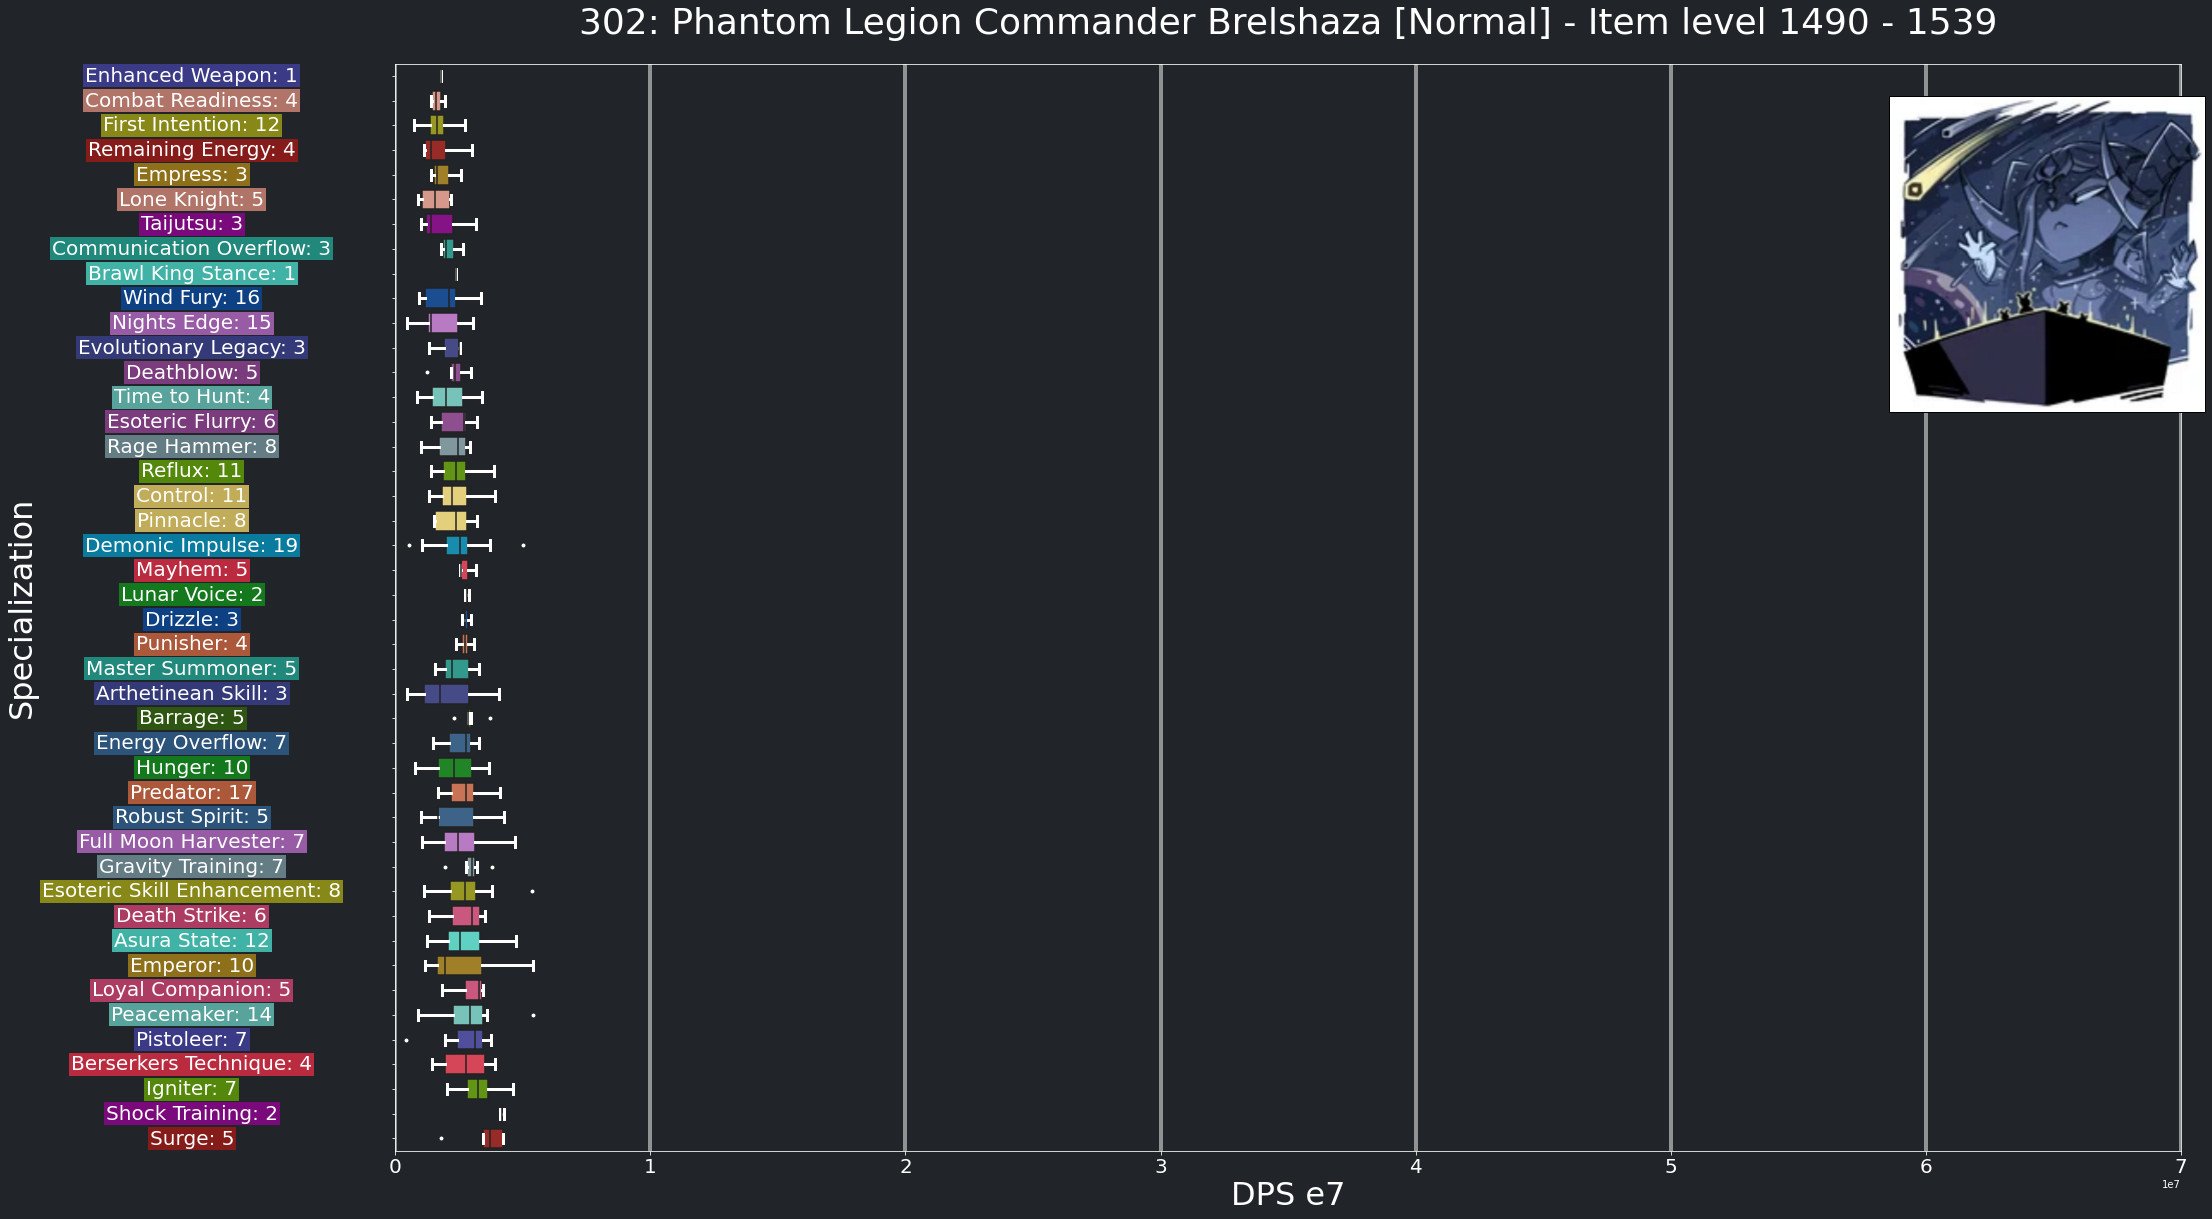 302: Phantom Legion Commander Brelshaza [Normal] - Item level 1490 - 1539
Specialization
Enhanced Weapon: 1
Combat Readiness: 4
First Intention: 12
Remaining Energy: 4
Empress: 3
Lone Knight: 5
Taijutsu: 3
Communication Overflow: 3
Brawl King Stance: 1
Wind Fury: 16
Nights Edge: 15
Evolutionary Legacy: 3
Deathblow: 5
Time to Hunt: 4
Esoteric Flurry: 6
Rage Hammer: 8
Reflux: 11
Control: 11
Pinnacle: 8
Demonic Impulse: 19
Mayhem: 5
Lunar Voice: 2
Drizzle: 3
Punisher: 4
Master Summoner: 5
Arthetinean Skill: 3
Barrage: 5
Energy Overflow: 7
Hunger: 10
Predator: 17
Robust Spirit: 5
Full Moon Harvester: 7
Gravity Training: 7
Esoteric Skill Enhancement: 8
Death Strike: 6
Asura State: 12
Emperor: 10
Loyal Companion: 5
Peacemaker: 14
Pistoleer: 7
Berserkers Technique: 4
Igniter: 7
Shock Training: 2
Surge: 5
0 1 2 3 4 5 6 7
1e7
DPS e7